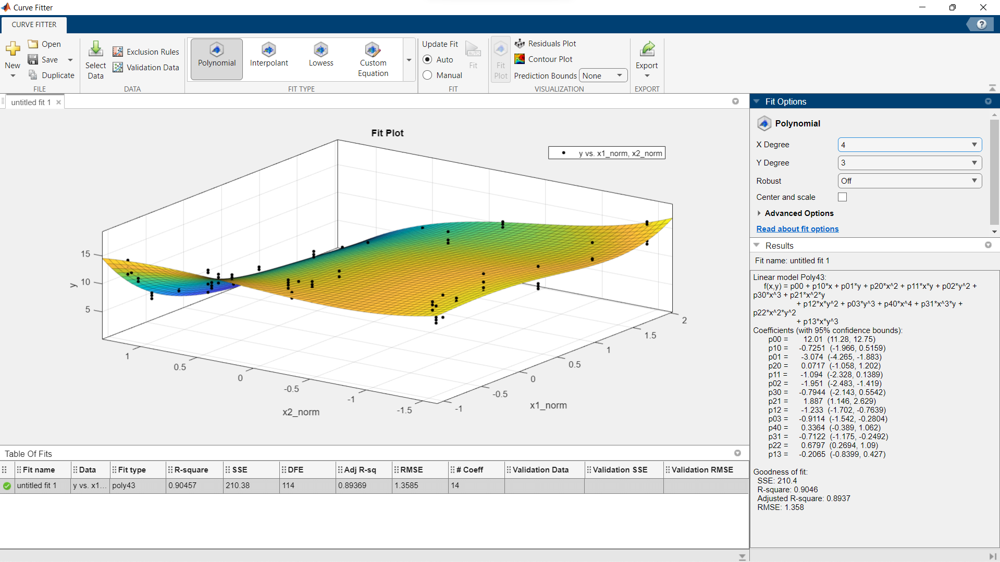 Curve Fitter
CURVE FITTER
New
Open
Save
Duplicate
FILE
Select Data
Exclusion Rules
Validation Data
DATA
Polynomial
Interpolant
Lowess
Custom Equation
FIT TYPE
Update Fit
Auto
Manual
AUTO
Fit
FIT
Fit Plot
Residuals Plot
Contour Plot
Prediction Bounds None
VISUALIZATION
Export
EXPORT
untitled fit 1
Fit Plot
y vs. x1_norm, x2_norm
15
10
5
y
1
0.5
0
-0.5
-1
-1.5
x2_norm
-1
-0.5
0
0.5
1
1.5
2
x1_norm
Fit Options
Polynomial
X Degree 4
Y Degree 3
Robust Off
Center and scale
Advanced Options
Read about fit options
Results
Fit name: untitled fit 1
Linear model Poly43:
f(x,y) = p00 + p10*x + p01*y + p20*x^2 + p11*x*y + p02*y^2 +
p30*x^3 + p21*x^2*y
+ p12*x*y^2 + p03*y^3 + p40*x^4 + p31*x^3*y +
p22*x^2*y^2
+ p13*x*y^3
Coefficients (with 95% confidence bounds):
p00 = 12.01 (11.28, 12.75)
p10 = -0.7251 (-1.966, 0.5159)
p01 = -3.074 (-4.265, -1.883)
p20 = 0.0717 (-1.058, 1.202)
p11 = -1.094 (-2.328, 0.1389)
p02 = -1.951 (-2.483, -1.419)
p30 = -0.7944 (-2.143, 0.5542)
p21 = 1.887 (1.146, 2.629)
p12 = -1.233 (-1.702, -0.7639)
p03 = -0.9114 (-1.542, -0.2804)
p40 = 0.3364 (-0.389, 1.062)
p31 = -0.7122 (-1.175, -0.2492)
p22 = 0.6797 (0.2694, 1.09)
p13 = -0.2065 (-0.8399, 0.427)
Goodness of fit:
SSE: 210.4
R-square: 0.9046
Adjusted R-square: 0.8937
RMSE: 1.358
Table Of Fits
Fit name Data Fit type R-square SSE DFE Adj R-sq RMSE # Coeff Validation Data Validation SSE Validation RMSE
untitled fit 1 y vs. x1... poly43 0.90457 210.38 114 0.89369 1.3585 14